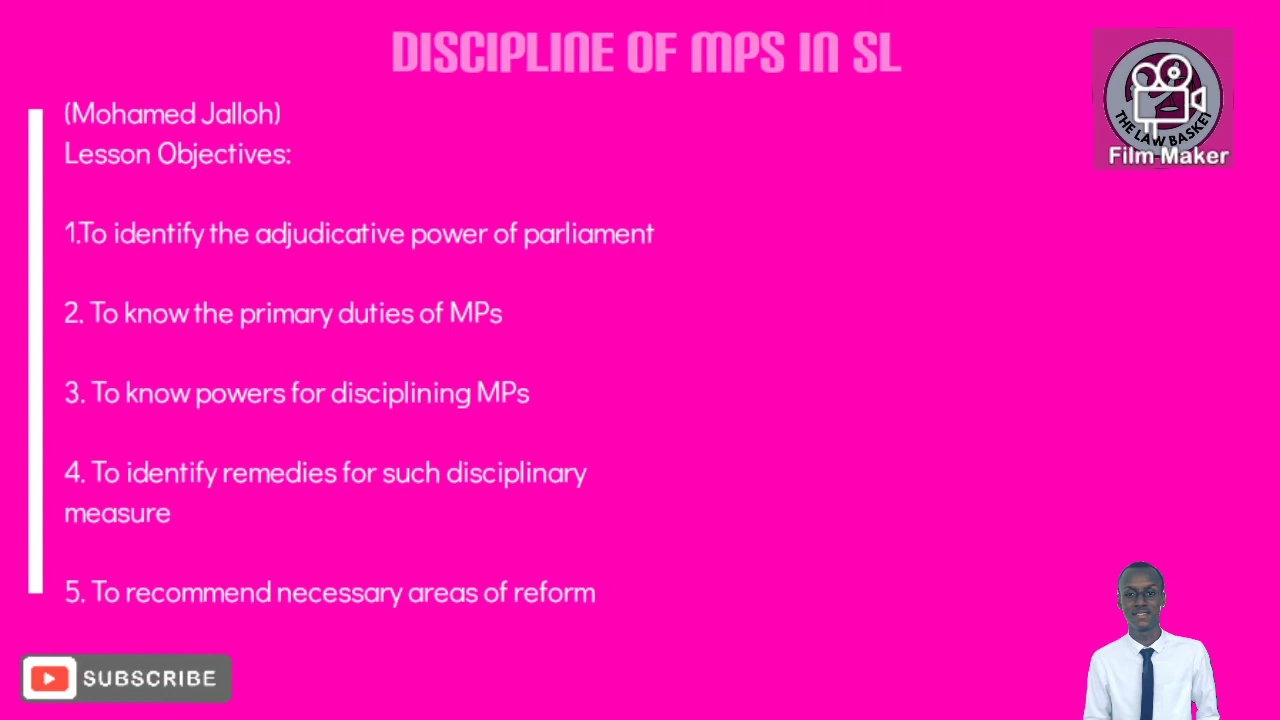 DISCIPLINE OF MPS IN SL
(Mohamed Jalloh)
Lesson Objectives:
1.To identify the adjudicative power of parliament
2. To know the primary duties of MPs
3. To know powers for disciplining MPs
4. To identify remedies for such disciplinary
measure
5. To recommend necessary areas of reform
THE LAW BASKET
Film Maker
SUBSCRIBE